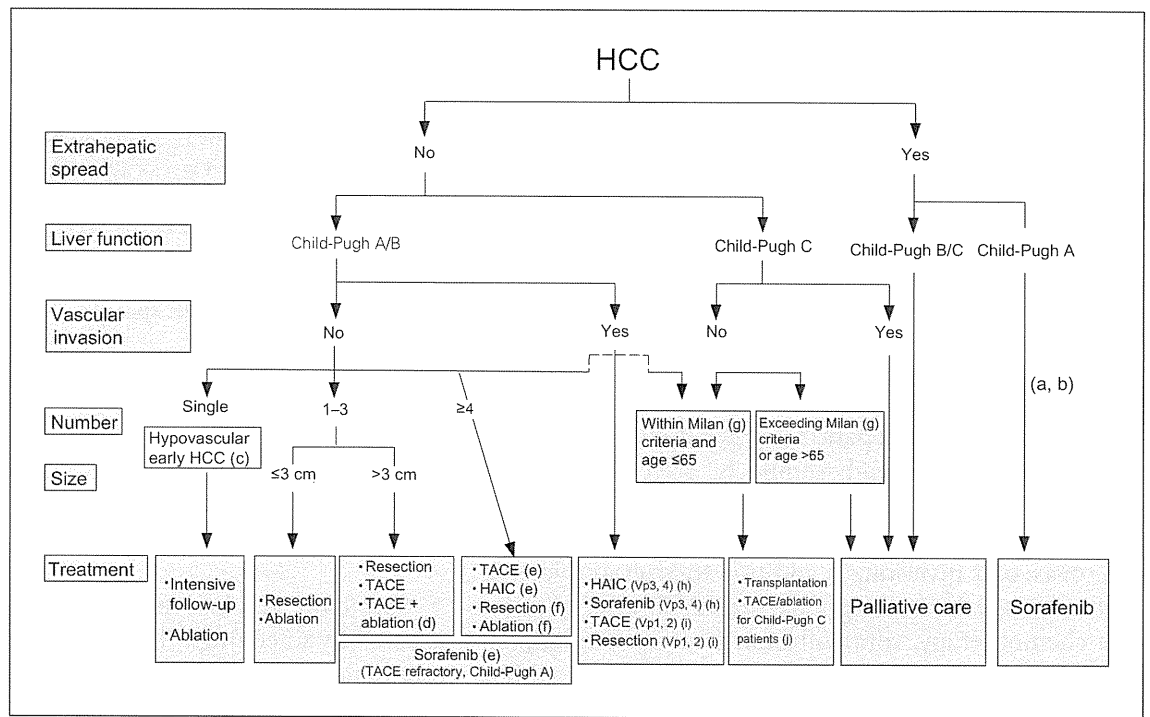 HCC
Extrahepatic
spread
No
Yes
Liver function
Child-Pugh A/B
Child-Pugh C
Child-Pugh B/C
Child-Pugh A
Vascular
invasion
No
Yes
No
Yes
(a, b)
Number
Single
1–3
≥4
Hypovascular
early HCC (c)
Within Milan (g)
criteria and
age ≤65
Exceeding Milan (g)
criteria
or age >65
Size
≤3 cm
>3 cm
Treatment
•Intensive
follow-up
•Ablation
•Resection
•Ablation
•Resection
•TACE
•TACE +
ablation (d)
•TACE (e)
•HAIC (e)
•Resection (f)
•Ablation (f)
Sorafenib (e)
(TACE refractory, Child-Pugh A)
•HAIC (Vp3, 4) (h)
•Sorafenib (Vp3, 4) (h)
•TACE (Vp1, 2) (i)
•Resection (Vp1, 2) (i)
•Transplantation
•TACE/ablation
for Child-Pugh C
patients (j)
Palliative care
Sorafenib